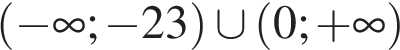 (−∞; −23) ∪ (0; +∞)